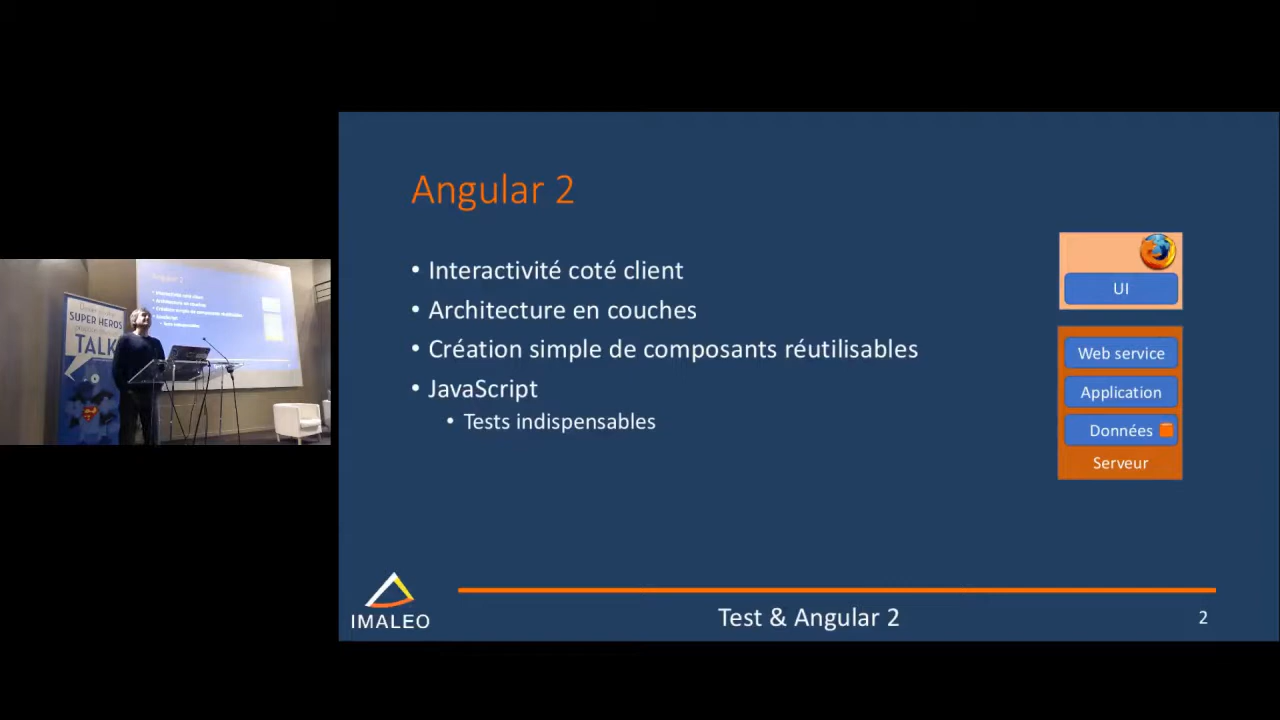 SUPER HEROS
TALK
Angular 2
• Interactivité coté client
• Architecture en couches
• Création simple de composants réutilisables
• JavaScript
• Tests indispensables
UI
Web service
Application
Données
Serveur
IMALEO
Test & Angular 2
2